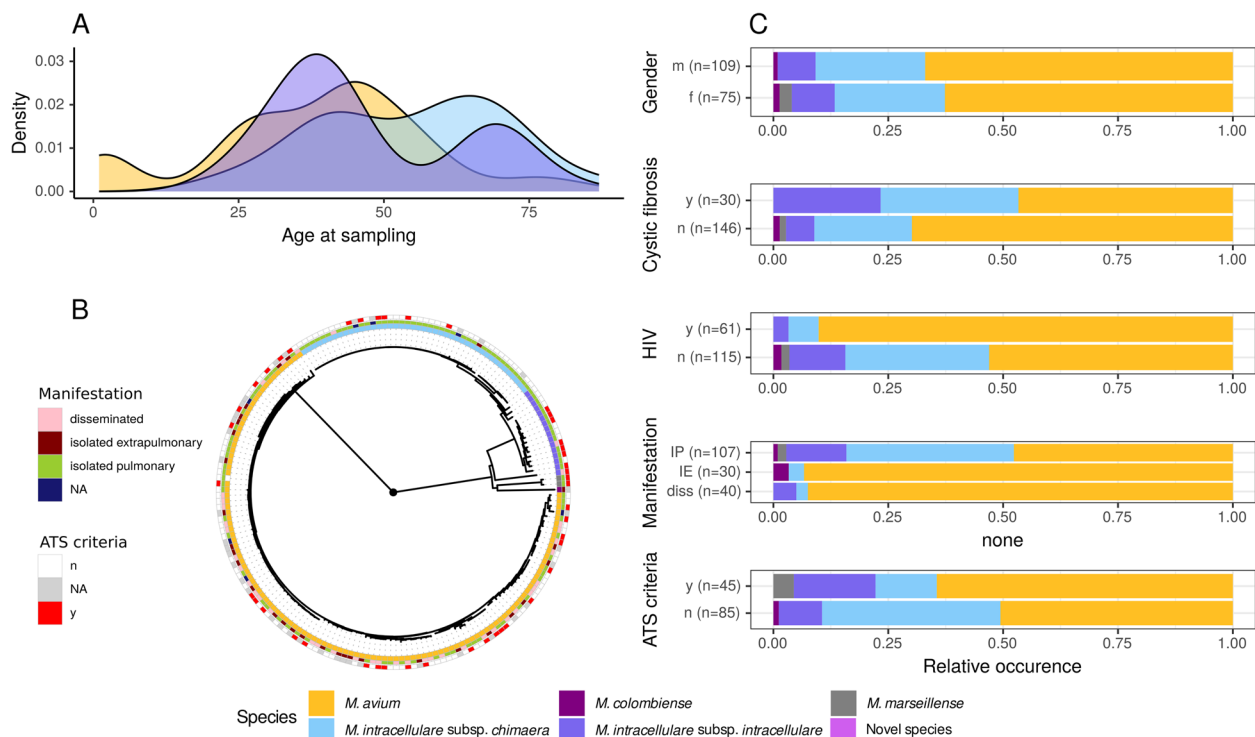 A
Density
0.03
0.02
0.01
0.00
0
25
50
75
Age at sampling
B
Manifestation
disseminated
isolated extrapulmonary
isolated pulmonary
NA
ATS criteria
n
NA
y
C
Gender
m (n=109)
f (n=75)
0.00 0.25 0.50 0.75 1.00
Cystic fibrosis
y (n=30)
n (n=146)
0.00 0.25 0.50 0.75 1.00
HIV
y (n=61)
n (n=115)
0.00 0.25 0.50 0.75 1.00
Manifestation
IP (n=107)
IE (n=30)
diss (n=40)
0.00 0.25 0.50 0.75 1.00
none
ATS criteria
y (n=45)
n (n=85)
0.00 0.25 0.50 0.75 1.00
Relative occurence
Species
M. avium
M. intracellulare subsp. chimaera
M. colombiense
M. intracellulare subsp. intracellulare
M. marseillense
Novel species